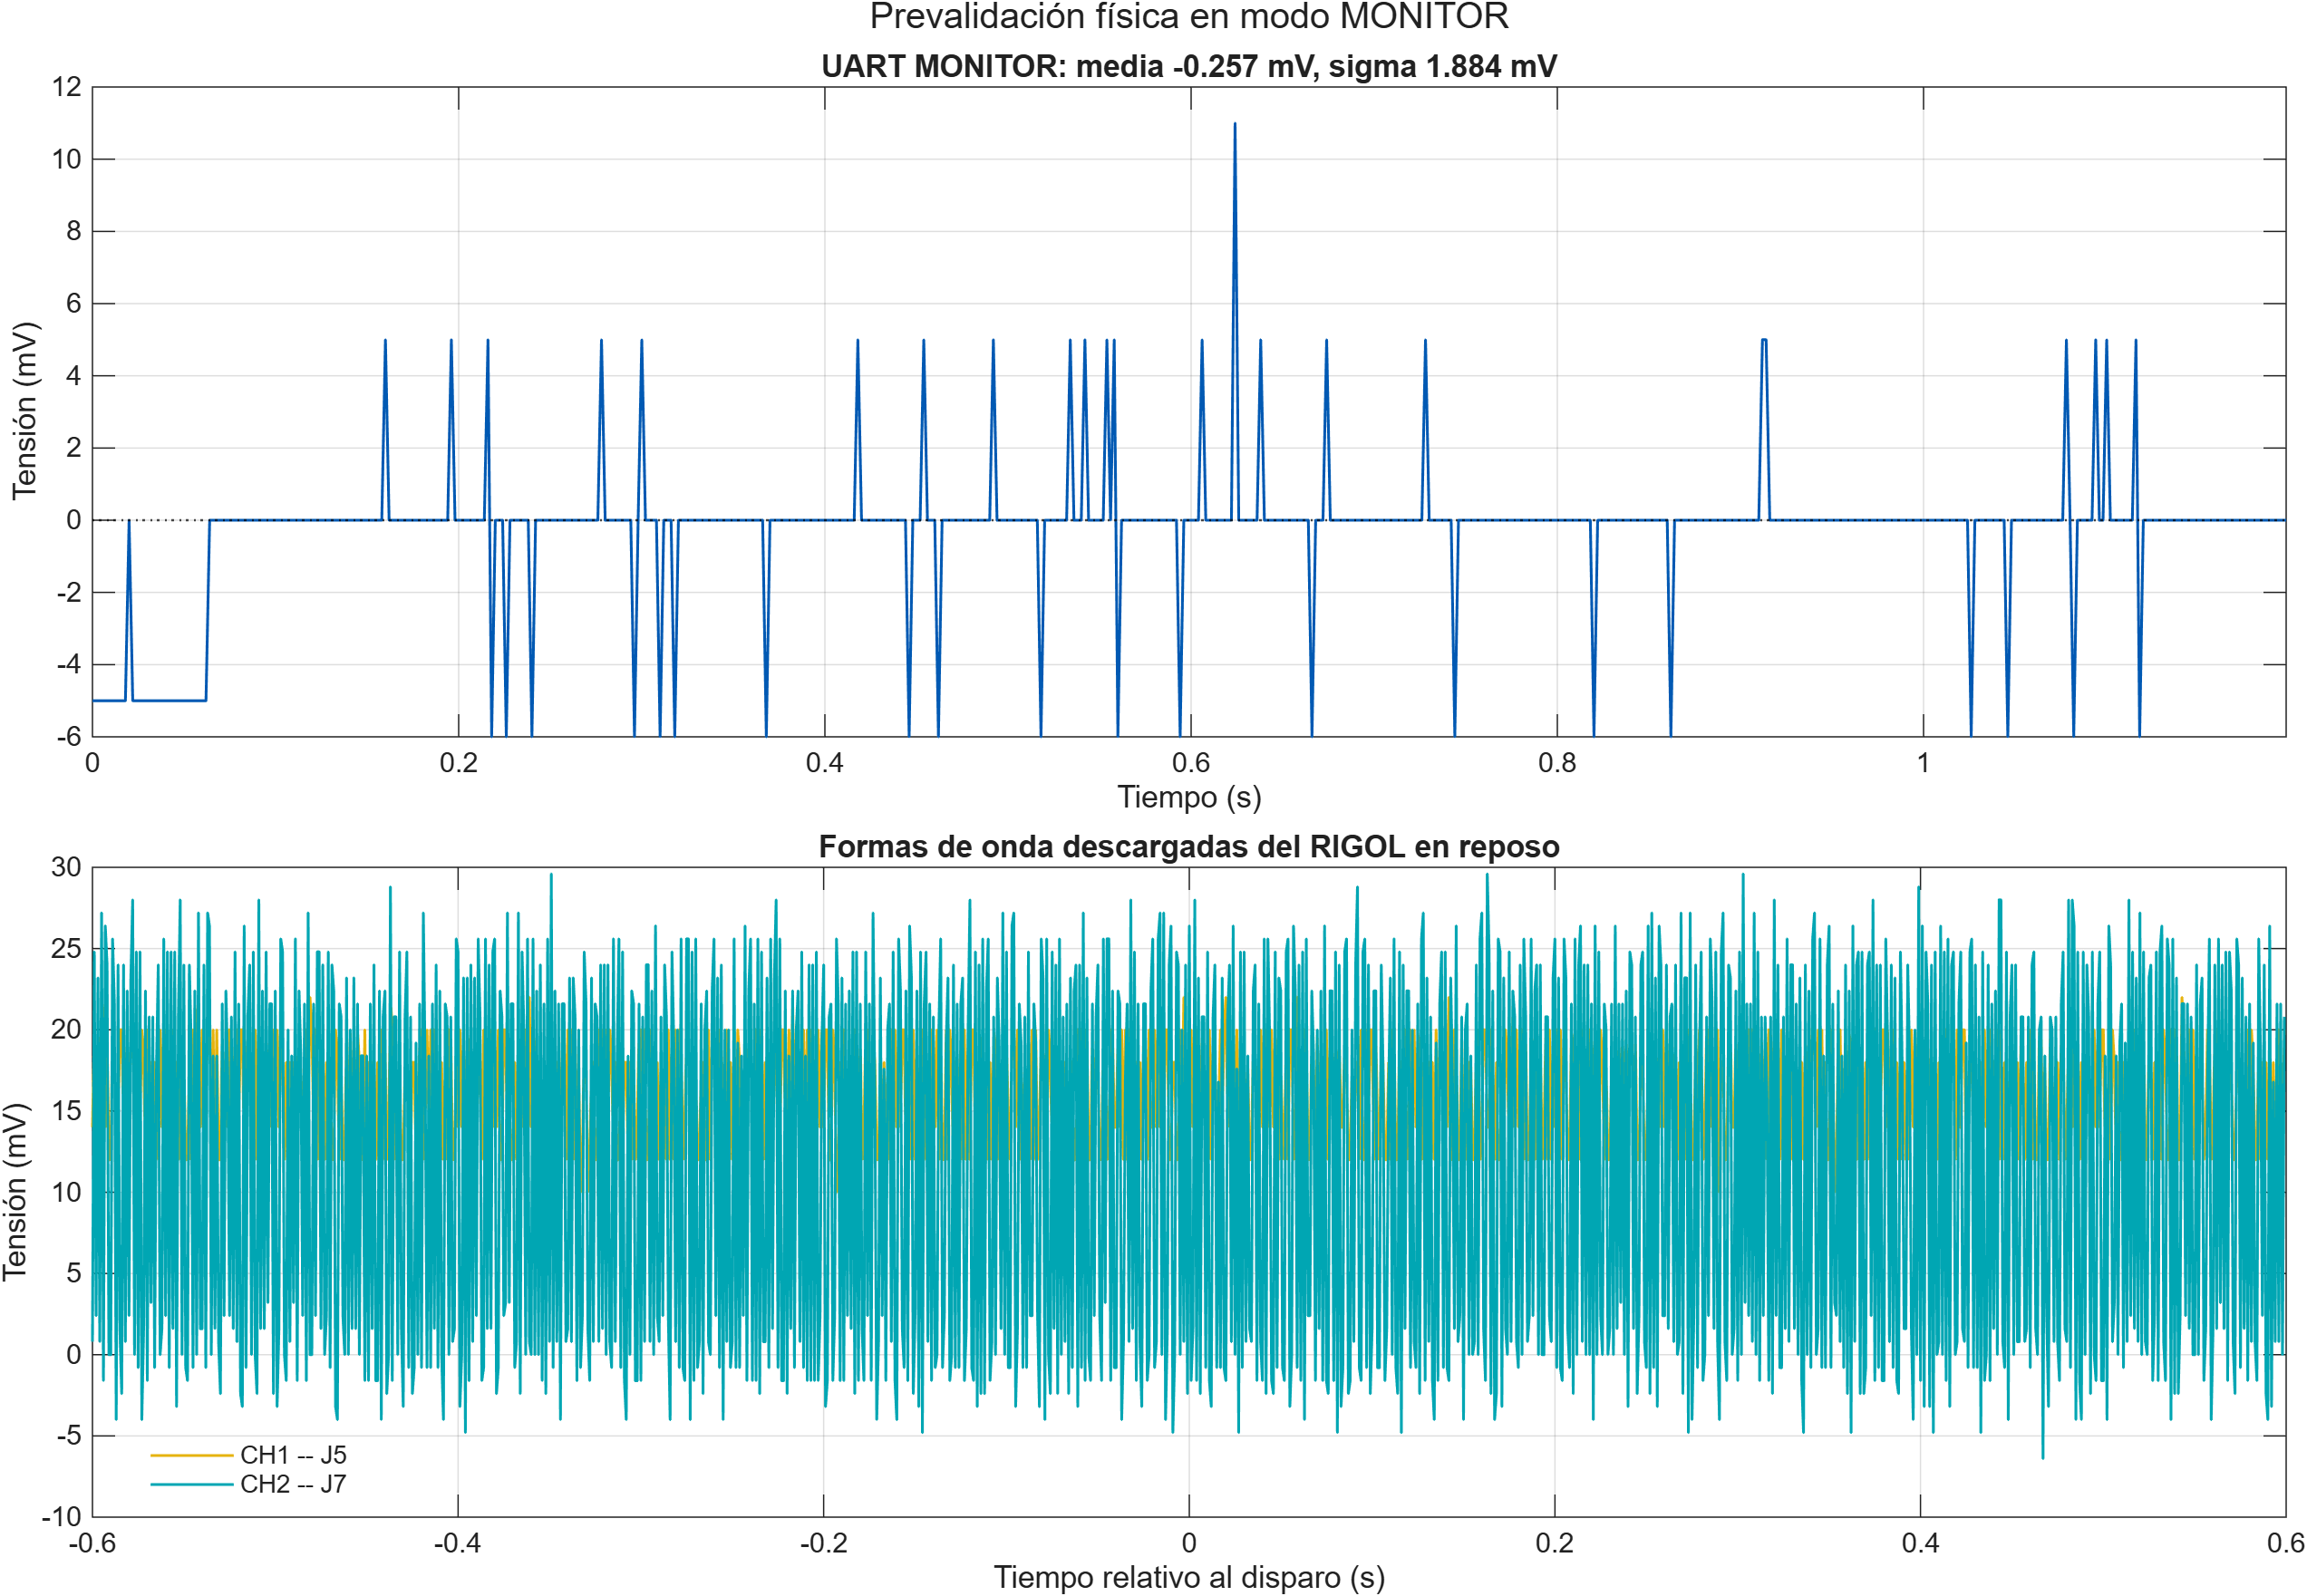 Prevalidación física en modo MONITOR
UART MONITOR: media -0.257 mV, sigma 1.884 mV
12
10
8
6
4
2
0
-2
-4
-6
Tensión (mV)
0 0.2 0.4 0.6 0.8 1
Tiempo (s)
Formas de onda descargadas del RIGOL en reposo
30
25
20
15
10
5
0
-5
-10
Tensión (mV)
CH1 -- J5
CH2 -- J7
-0.6 -0.4 -0.2 0 0.2 0.4 0.6
Tiempo relativo al disparo (s)